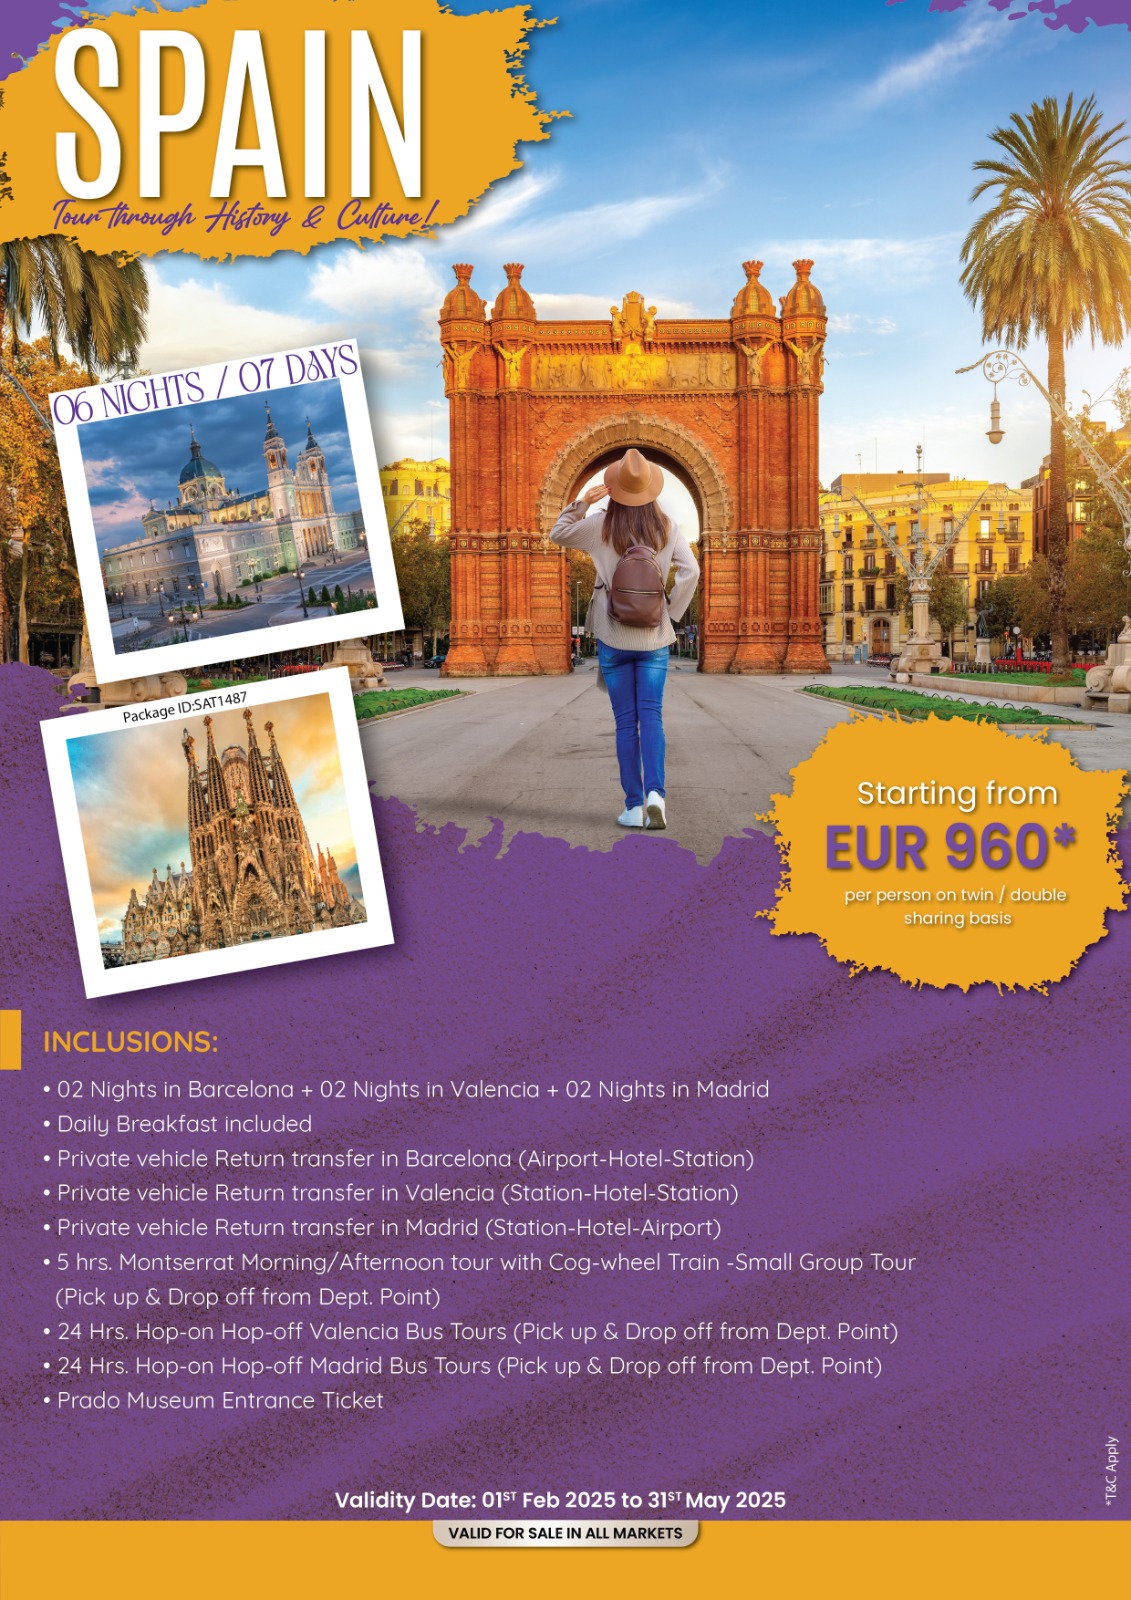 SPAIN
Tour through History & Culture!
06 NIGHTS / 07 DAYS
Package ID:SAT1487
Starting from
EUR 960*
per person on twin / double
sharing basis
INCLUSIONS:
• 02 Nights in Barcelona + 02 Nights in Valencia + 02 Nights in Madrid
• Daily Breakfast included
• Private vehicle Return transfer in Barcelona (Airport-Hotel-Station)
• Private vehicle Return transfer in Valencia (Station-Hotel-Station)
• Private vehicle Return transfer in Madrid (Station-Hotel-Airport)
• 5 hrs. Montserrat Morning/Afternoon tour with Cog-wheel Train -Small Group Tour
(Pick up & Drop off from Dept. Point)
• 24 Hrs. Hop-on Hop-off Valencia Bus Tours (Pick up & Drop off from Dept. Point)
• 24 Hrs. Hop-on Hop-off Madrid Bus Tours (Pick up & Drop off from Dept. Point)
• Prado Museum Entrance Ticket
*T&C Apply
Validity Date: 01ST Feb 2025 to 31ST May 2025
VALID FOR SALE IN ALL MARKETS